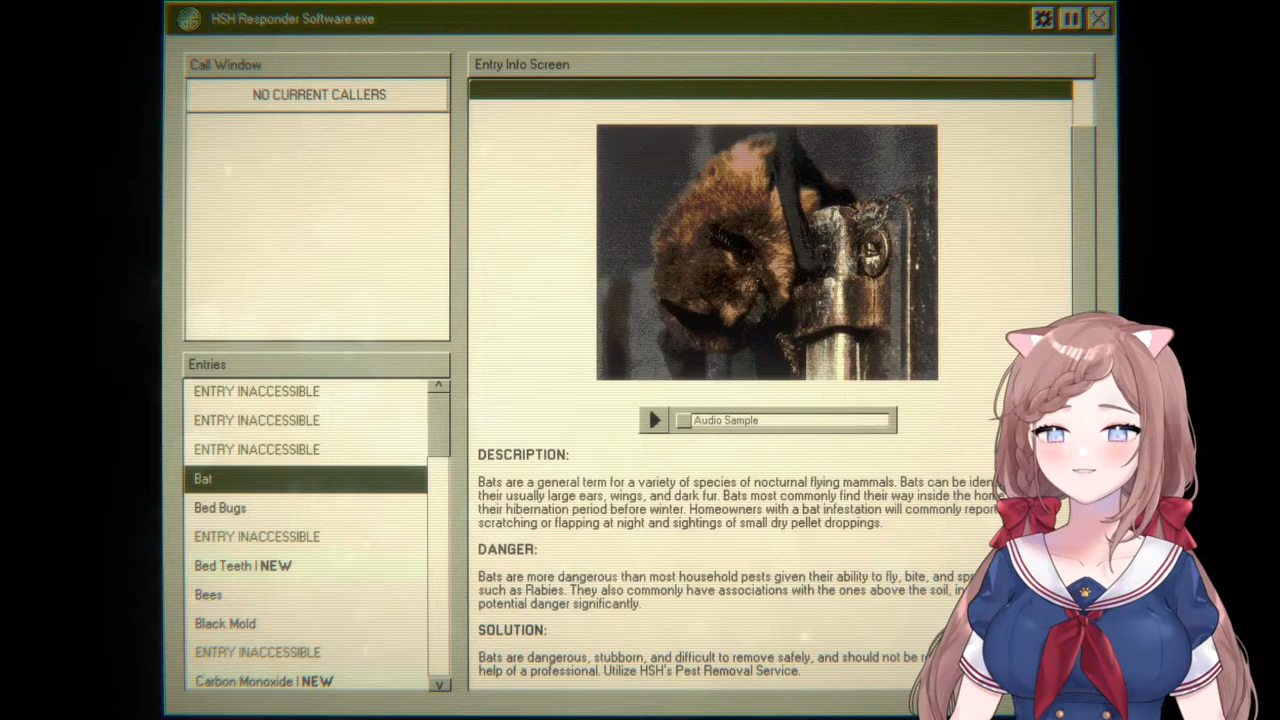 HSH Responder Software.exe
Call Window
NO CURRENT CALLERS
Entries
ENTRY INACCESSIBLE
ENTRY INACCESSIBLE
ENTRY INACCESSIBLE
Bat
Bed Bugs
ENTRY INACCESSIBLE
Bed Teeth | NEW
Bees
Black Mold
ENTRY INACCESSIBLE
Carbon Monoxide | NEW
Entry Info Screen
Audio Sample
DESCRIPTION:
Bats are a general term for a variety of species of nocturnal flying mammals. Bats can be
their usually large ears, wings, and dark fur. Bats most commonly find their way inside the
their hibernation period before winter. Homeowners with a bat infestation will commonly
scratching or flapping at night and sightings of small dry pellet droppings.
DANGER:
Bats are more dangerous than most household pests given their ability to fly, bite, and
such as Rabies. They also commonly have associations with the ones above the soil,
potential danger significantly.
SOLUTION:
Bats are dangerous, stubborn, and difficult to remove safely, and should not be
help of a professional. Utilize HSH's Pest Removal Service.